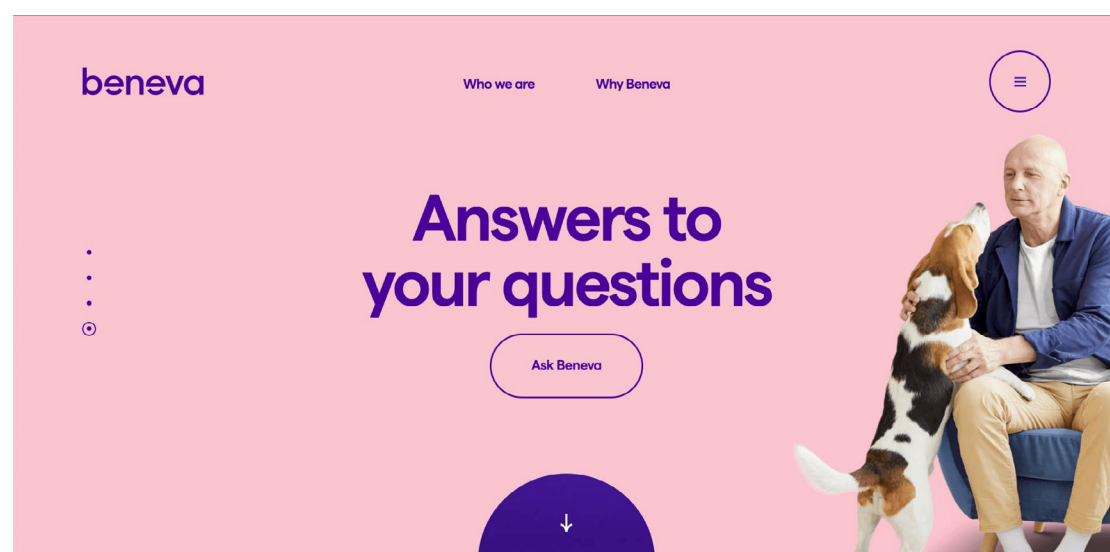 beneva
Who we are
Why Beneva
Answers to
your questions
Ask Beneva